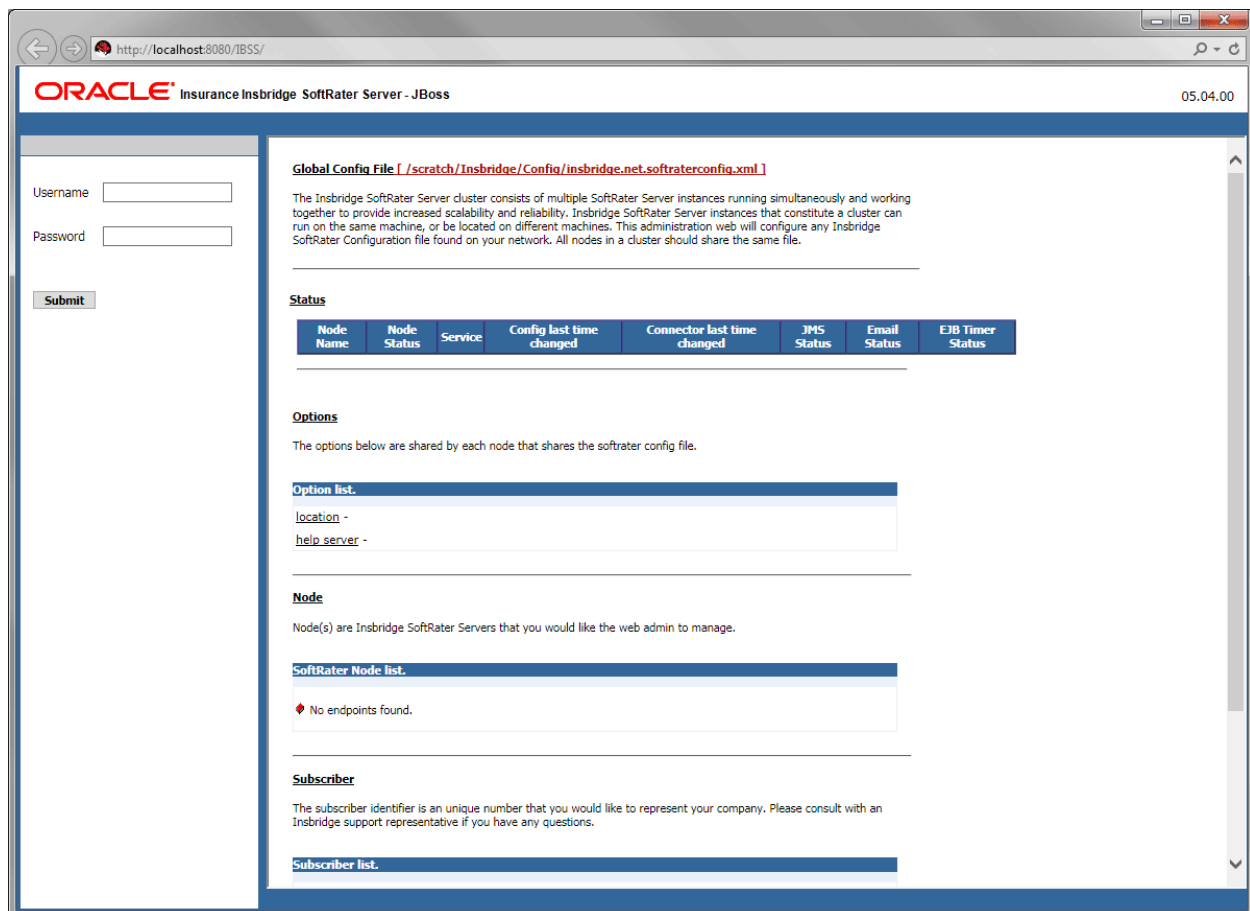 http://localhost:8080/IBSS/
ORACLE Insurance Insbridge SoftRater Server - JBoss
05.04.00
Username
Password
Submit
Global Config File [ /scratch/Insbridge/Config/insbridge.net.softraterconfig.xml ]
The Insbridge SoftRater Server cluster consists of multiple SoftRater Server instances running simultaneously and working
together to provide increased scalability and reliability. Insbridge SoftRater Server instances that constitute a cluster can
run on the same machine, or be located on different machines. This administration web will configure any Insbridge
SoftRater Configuration file found on your network. All nodes in a cluster should share the same file.
Status
Node Name Node Status Service Config last time changed Connector last time changed JMS Status Email Status EJB Timer Status
Options
The options below are shared by each node that shares the softrater config file.
Option list.
location -
help server -
Node
Node(s) are Insbridge SoftRater Servers that you would like the web admin to manage.
SoftRater Node list.
No endpoints found.
Subscriber
The subscriber identifier is an unique number that you would like to represent your company. Please consult with an
Insbridge support representative if you have any questions.
Subscriber list.